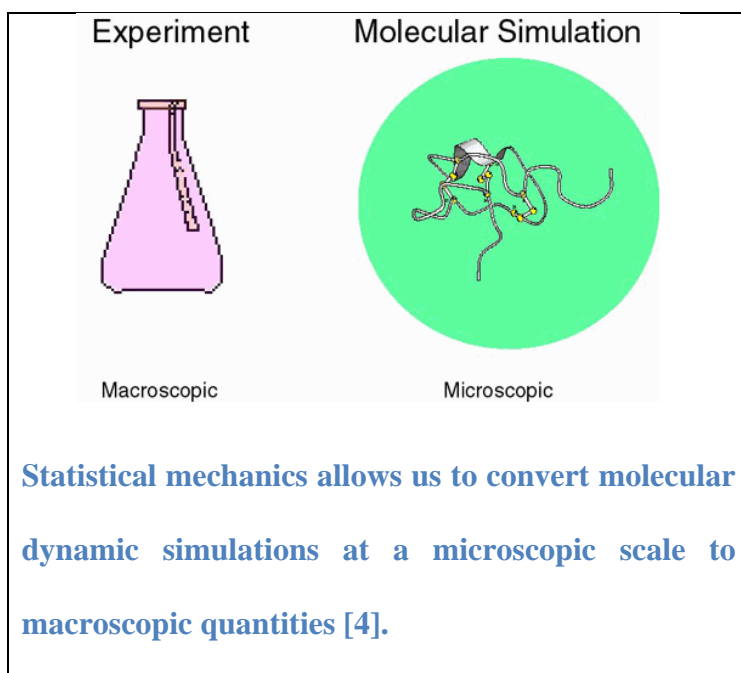 Experiment Molecular Simulation
Macroscopic Microscopic
Statistical mechanics allows us to convert molecular
dynamic simulations at a microscopic scale to
macroscopic quantities [4].